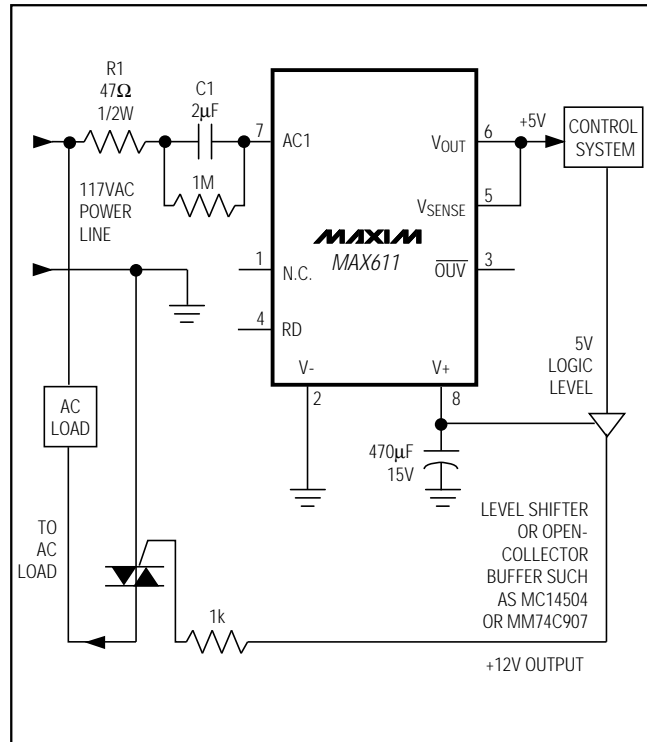 R1
47Ω
1/2W
C1
2µF
7
AC1
1M
117VAC
POWER
LINE
1
N.C.
4
RD
V-
2
MAXIM
MAX611
VOUT
6
+5V
CONTROL
SYSTEM
VSENSE
5
OUV
3
V+
8
5V
LOGIC
LEVEL
AC
LOAD
470µF
15V
TO
AC
LOAD
LEVEL SHIFTER
OR OPEN-
COLLECTOR
BUFFER SUCH
AS MC14504
OR MM74C907
1k
+12V OUTPUT